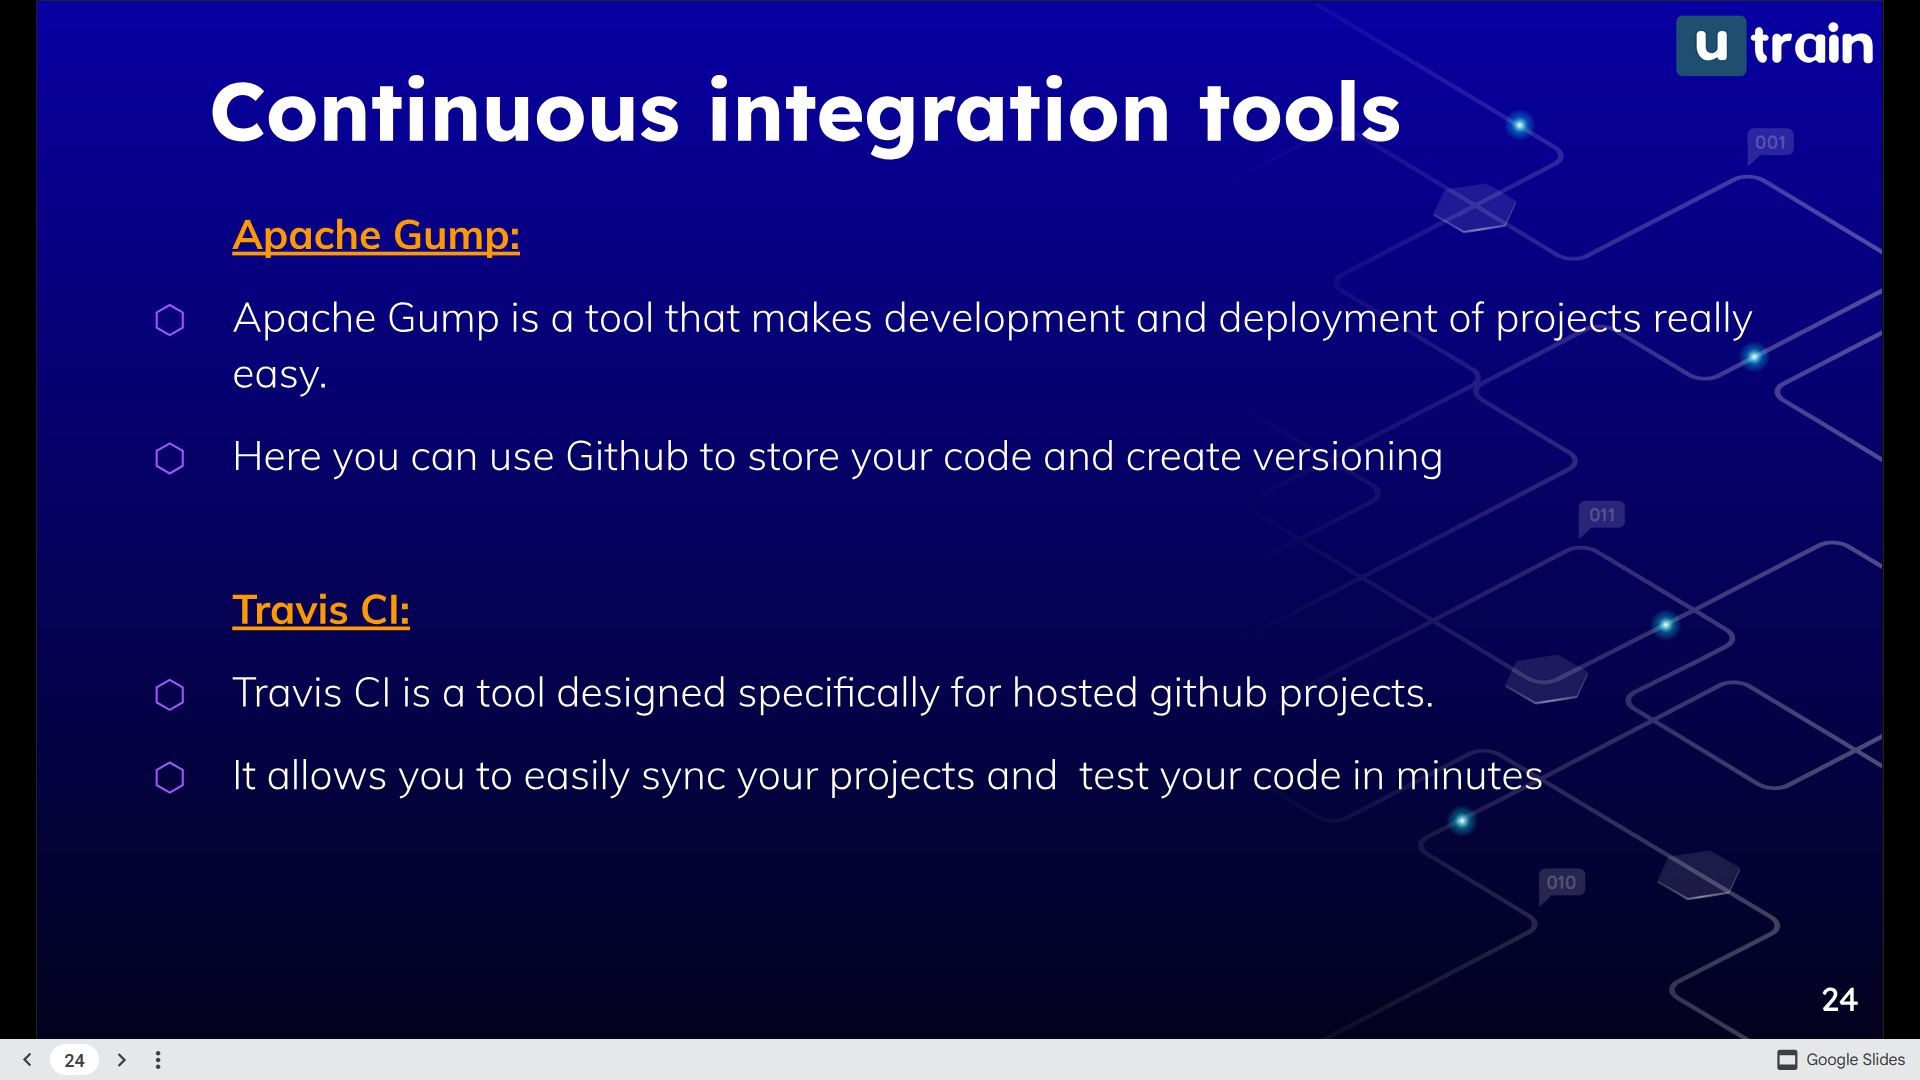 u train
Continuous integration tools
001
Apache Gump:
Apache Gump is a tool that makes development and deployment of projects really
easy.
Here you can use Github to store your code and create versioning
011
Travis CI:
Travis CI is a tool designed specifically for hosted github projects.
It allows you to easily sync your projects and  test your code in minutes
010
24
24
Google Slides